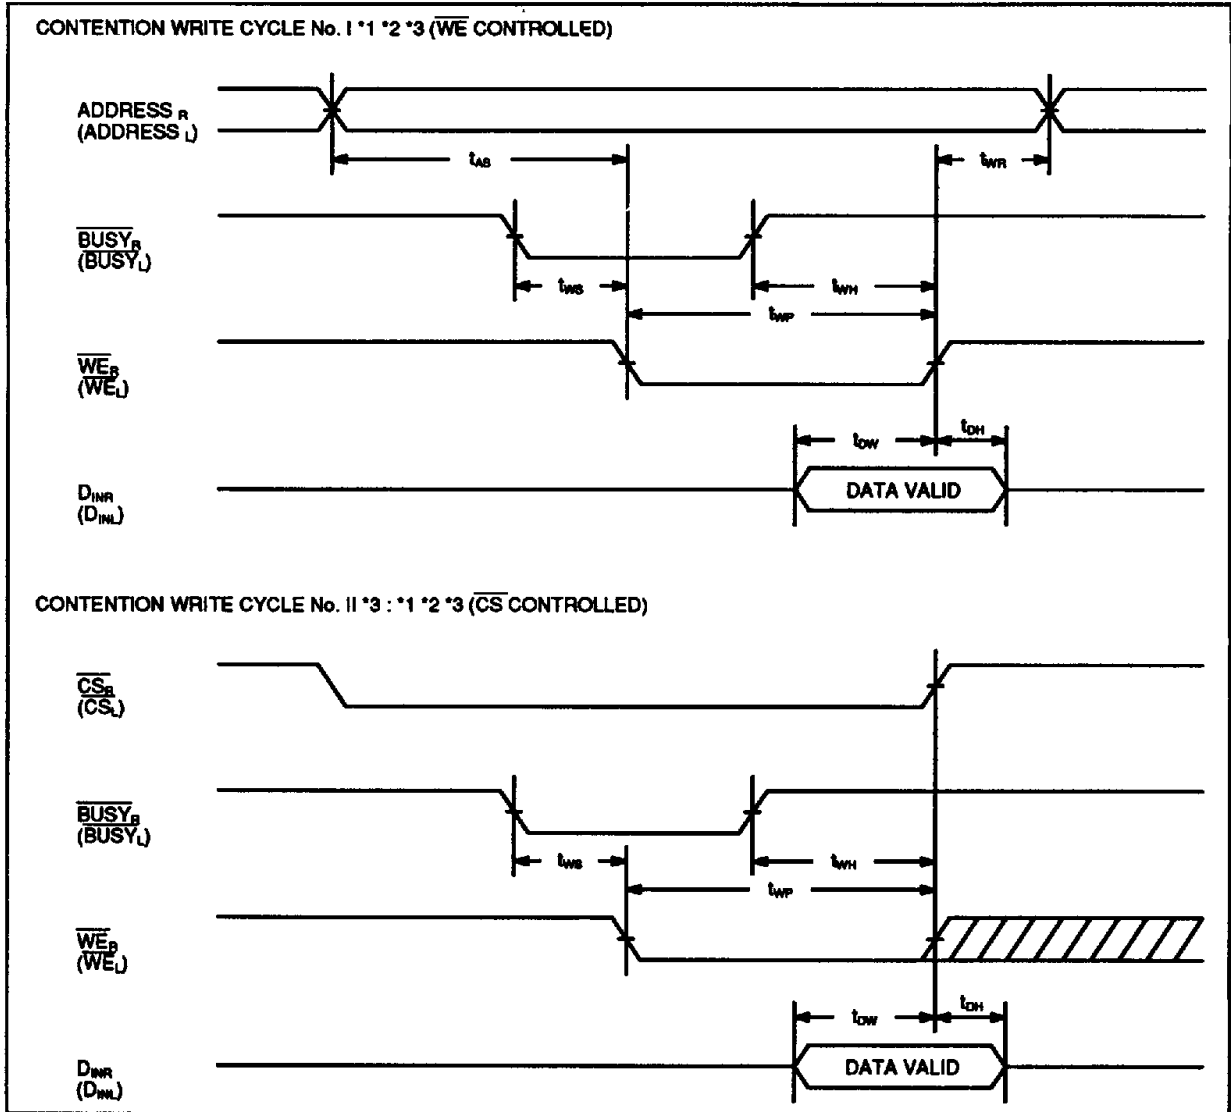 CONTENTION WRITE CYCLE No. I *1 *2 *3 (WE CONTROLLED)
ADDRESS R
(ADDRESS L)
tAS
tWR
BUSYR
(BUSYL)
tWS
tWH
tWP
WER
(WEL)
tDW
tDH
DINR
(DINL)
DATA VALID
CONTENTION WRITE CYCLE No. II *3 : *1 *2 *3 (CS CONTROLLED)
CSR
(CSL)
BUSYR
(BUSYL)
tWS
tWH
tWP
WER
(WEL)
tDW
tDH
DINR
(DINL)
DATA VALID